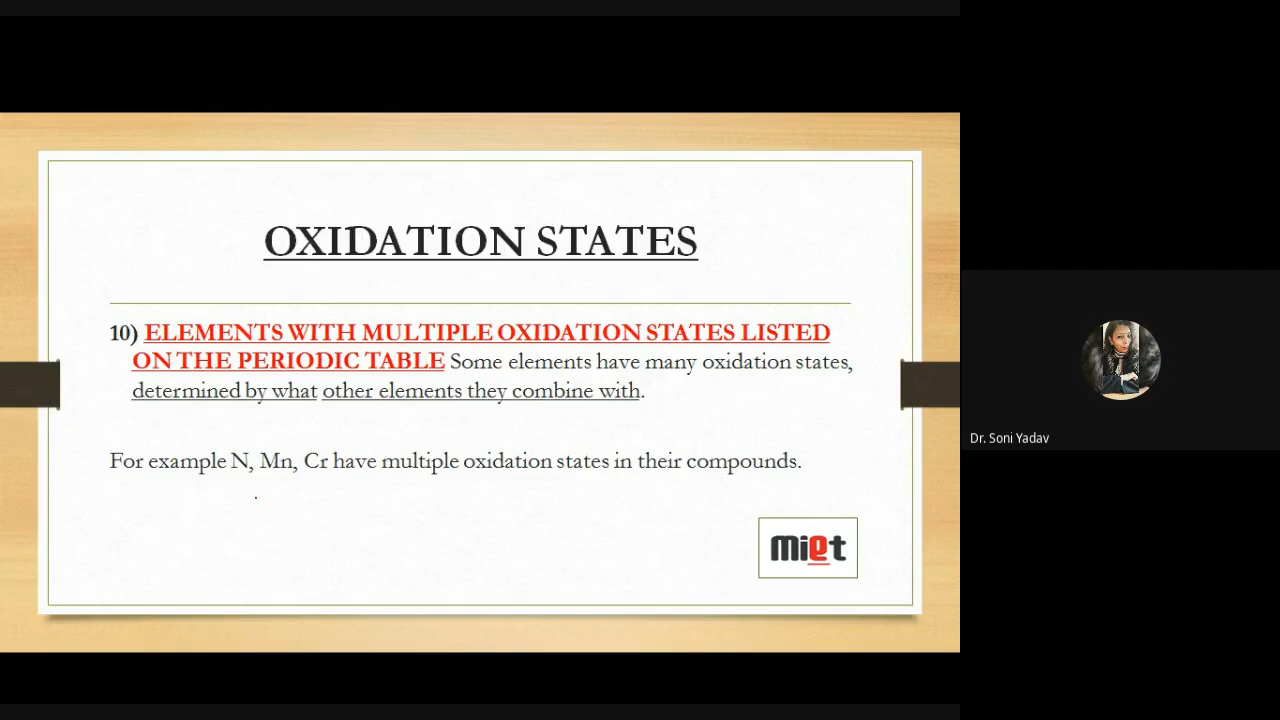 OXIDATION STATES
10) ELEMENTS WITH MULTIPLE OXIDATION STATES LISTED
ON THE PERIODIC TABLE Some elements have many oxidation states,
determined by what other elements they combine with.
For example N, Mn, Cr have multiple oxidation states in their compounds.
miet
Dr. Soni Yadav